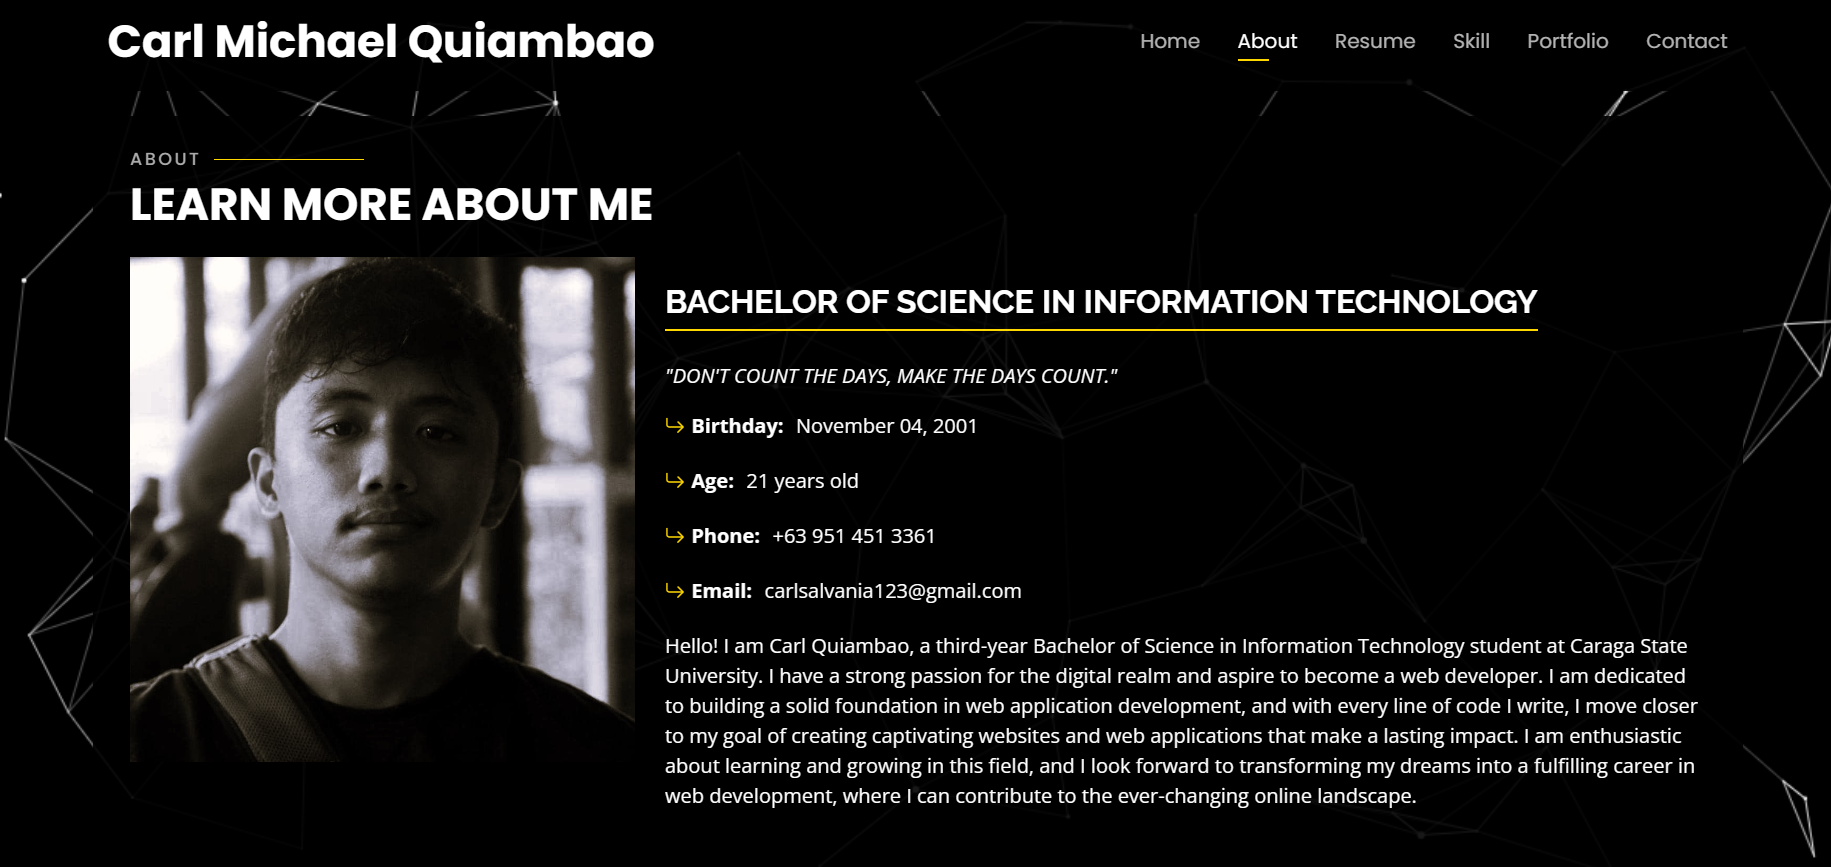 Carl Michael Quiambao
Home About Resume Skill Portfolio Contact
ABOUT
LEARN MORE ABOUT ME
BACHELOR OF SCIENCE IN INFORMATION TECHNOLOGY
"DON'T COUNT THE DAYS, MAKE THE DAYS COUNT."
Birthday: November 04, 2001
Age: 21 years old
Phone: +63 951 451 3361
Email: carlsalvania123@gmail.com
Hello! I am Carl Quiambao, a third-year Bachelor of Science in Information Technology student at Caraga State
University. I have a strong passion for the digital realm and aspire to become a web developer. I am dedicated
to building a solid foundation in web application development, and with every line of code I write, I move closer
to my goal of creating captivating websites and web applications that make a lasting impact. I am enthusiastic
about learning and growing in this field, and I look forward to transforming my dreams into a fulfilling career in
web development, where I can contribute to the ever-changing online landscape.